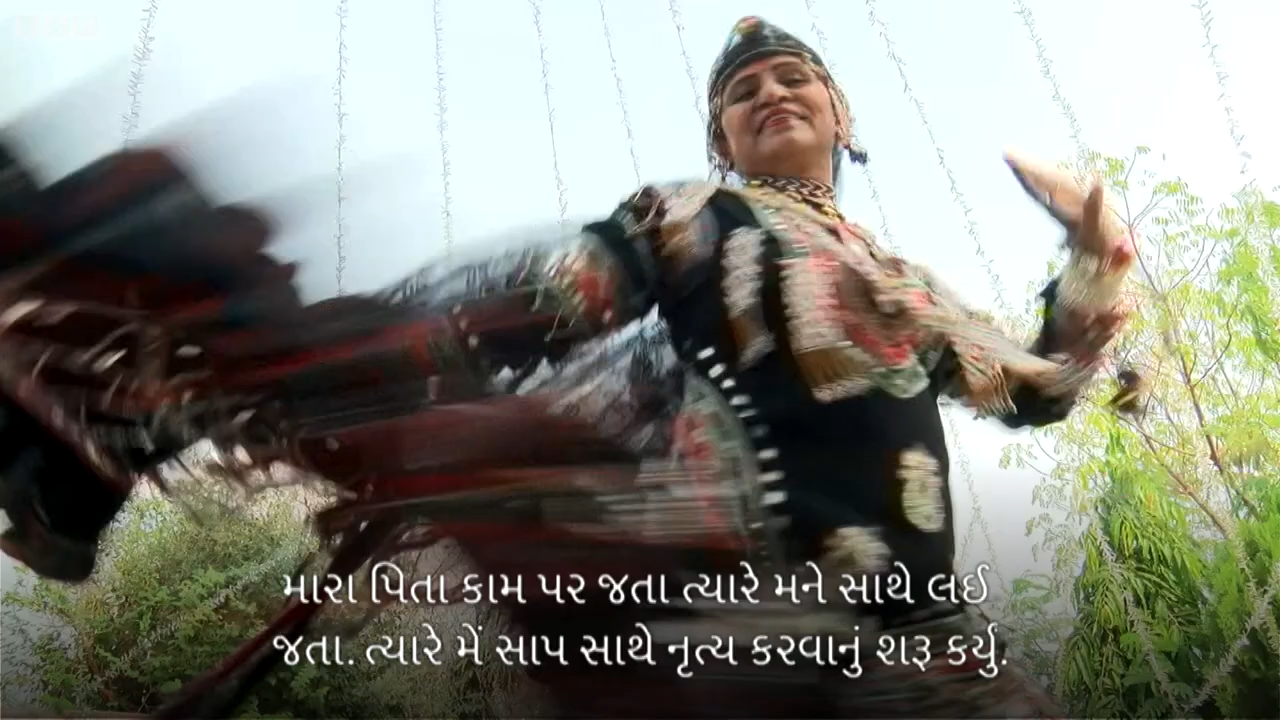 મારા પિતા કામ પર જતા ત્યારે મને સાથે લઈ
જતા. ત્યારે મેં સાપ સાથે નૃત્ય કરવાનું શરૂ કર્યું.